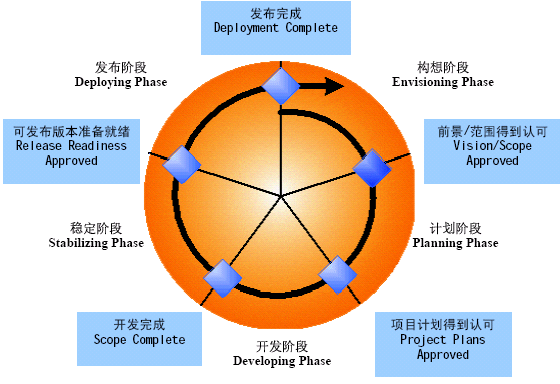 发布完成
Deployment Complete
发布阶段
Deploying Phase
构想阶段
Envisioning Phase
可发布版本准备就绪
Release Readiness
Approved
前景/范围得到认可
Vision/Scope
Approved
稳定阶段
Stabilizing Phase
计划阶段
Planning Phase
开发完成
Scope Complete
开发阶段
Developing Phase
项目计划得到认可
Project Plans
Approved